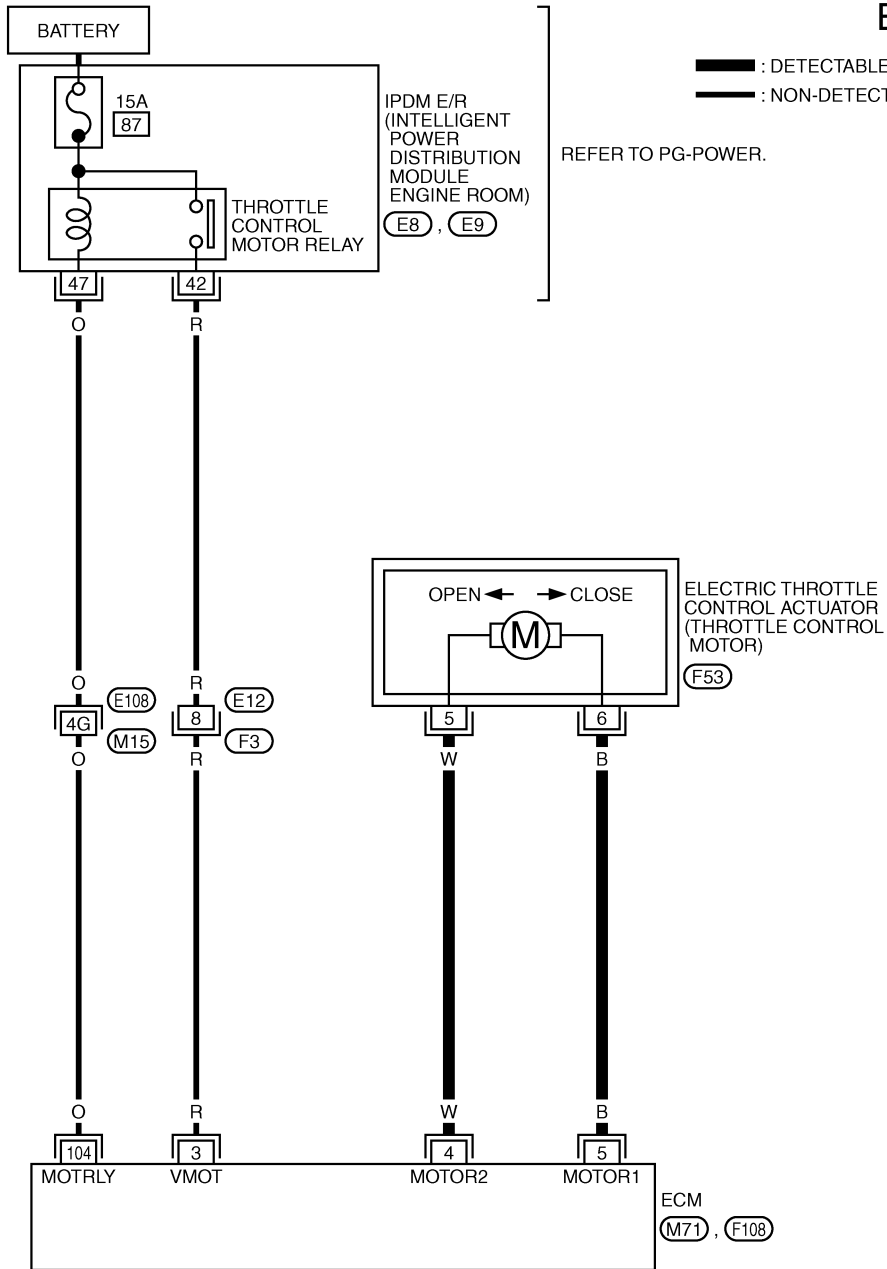 BATTERY
: DETECTABLE
: NON-DETECT
15A
87
IPDM E/R
(INTELLIGENT
POWER
DISTRIBUTION
MODULE
ENGINE ROOM)
E8 , E9
REFER TO PG-POWER.
THROTTLE
CONTROL
MOTOR RELAY
47
42
O
R
OPEN
CLOSE
M
ELECTRIC THROTTLE
CONTROL ACTUATOR
(THROTTLE CONTROL
MOTOR)
F53
O
R
E108
E12
4G
8
5
6
M15
F3
O
R
W
B
O
R
W
B
104
3
4
5
MOTRLY
VMOT
MOTOR2
MOTOR1
ECM
M71 , F108